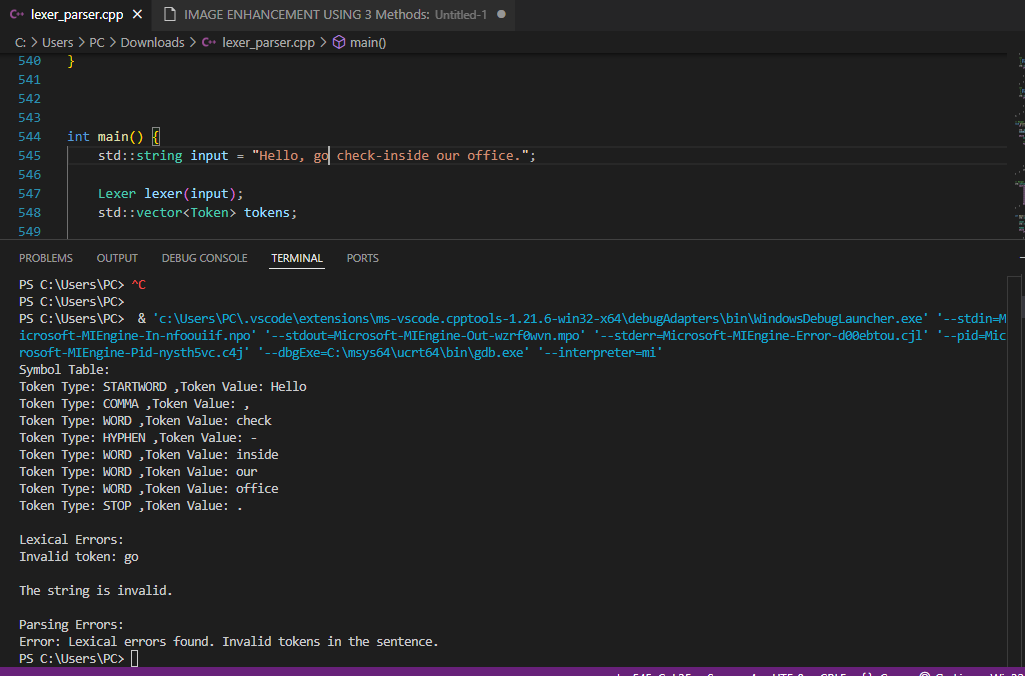 lexer_parser.cpp IMAGE ENHANCEMENT USING 3 Methods: Untitled-1
C: > Users > PC > Downloads > lexer_parser.cpp > main()
540 }
541
542
543
544 int main() {
545 std::string input = "Hello, go check-inside our office.";
546
547 Lexer lexer(input);
548 std::vector<Token> tokens;
549
PROBLEMS OUTPUT DEBUG CONSOLE TERMINAL PORTS
PS C:\Users\PC> ^C
PS C:\Users\PC>
PS C:\Users\PC> & 'c:\Users\PC\.vscode\extensions\ms-vscode.cpptools-1.21.6-win32-x64\debugAdapters\bin\WindowsDebugLauncher.exe' '--stdin=M
icrosoft-MIEngine-In-nfoouiif.npo' '--stdout=Microsoft-MIEngine-Out-wzrf0wvn.mpo' '--stderr=Microsoft-MIEngine-Error-d00ebtou.cjl' '--pid=Mic
rosoft-MIEngine-Pid-nysth5vc.c4j' '--dbgExe=C:\msys64\ucrt64\bin\gdb.exe' '--interpreter=mi'
Symbol Table:
Token Type: STARTWORD ,Token Value: Hello
Token Type: COMMA ,Token Value: ,
Token Type: WORD ,Token Value: check
Token Type: HYPHEN ,Token Value: -
Token Type: WORD ,Token Value: inside
Token Type: WORD ,Token Value: our
Token Type: WORD ,Token Value: office
Token Type: STOP ,Token Value: .
Lexical Errors:
Invalid token: go
The string is invalid.
Parsing Errors:
Error: Lexical errors found. Invalid tokens in the sentence.
PS C:\Users\PC>